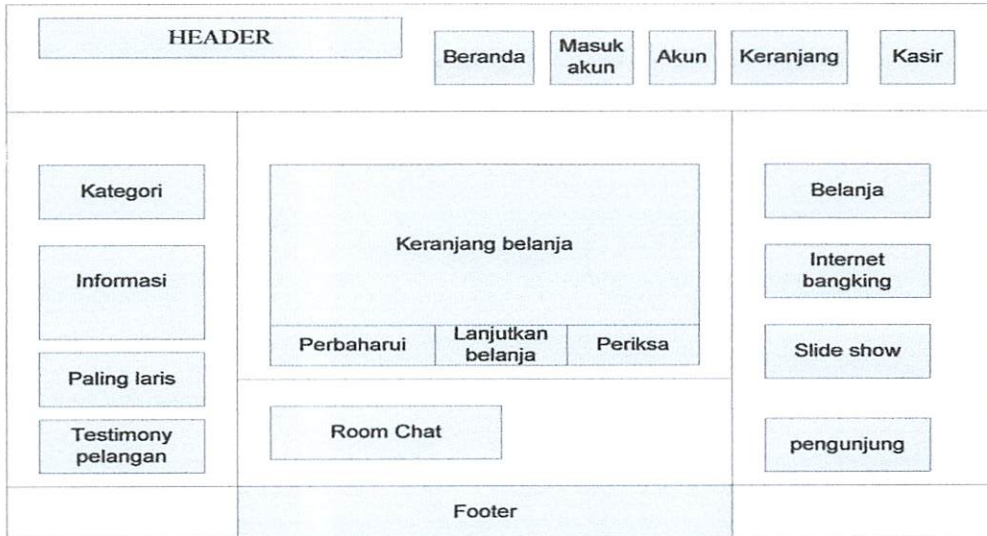 HEADER
Beranda
Masuk
akun
Akun
Keranjang
Kasir
Kategori
Informasi
Paling laris
Testimony
pelangan
Keranjang belanja
Perbaharui
Lanjutkan
belanja
Periksa
Room Chat
Belanja
Internet
bangking
Slide show
pengunjung
Footer